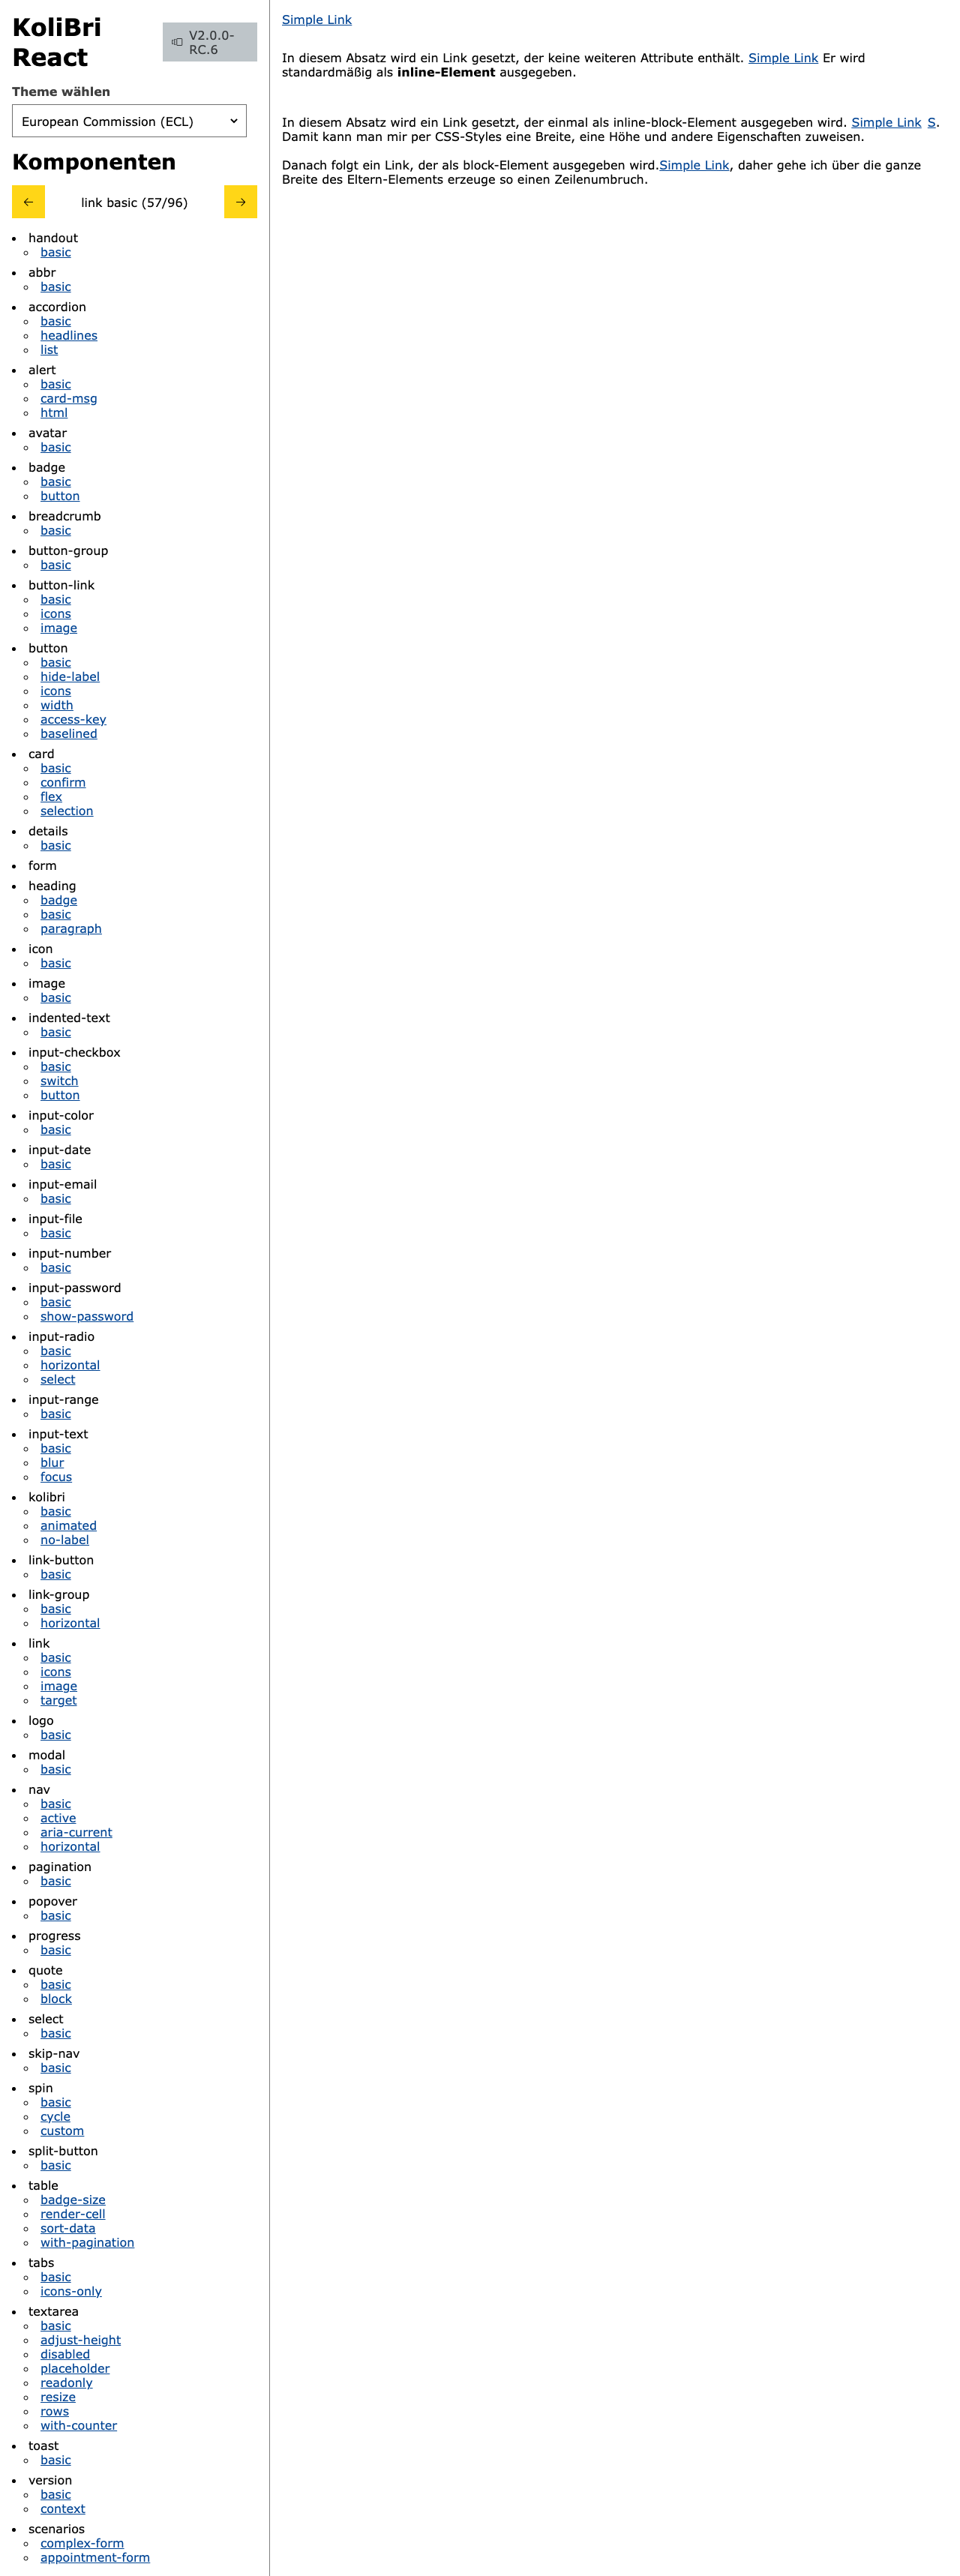 KoliBri
React
V2.0.0-
RC.6
Theme wählen
European Commission (ECL)
Komponenten
link basic (57/96)
handout
basic
abbr
basic
accordion
basic
headlines
list
alert
basic
card-msg
html
avatar
basic
badge
basic
button
breadcrumb
basic
button-group
basic
button-link
basic
icons
image
button
basic
hide-label
icons
width
access-key
baselined
card
basic
confirm
flex
selection
details
basic
form
heading
badge
basic
paragraph
icon
basic
image
basic
indented-text
basic
input-checkbox
basic
switch
button
input-color
basic
input-date
basic
input-email
basic
input-file
basic
input-number
basic
input-password
basic
show-password
input-radio
basic
horizontal
select
input-range
basic
input-text
basic
blur
focus
kolibri
basic
animated
no-label
link-button
basic
link-group
basic
horizontal
link
basic
icons
image
target
logo
basic
modal
basic
nav
basic
active
aria-current
horizontal
pagination
basic
popover
basic
progress
basic
quote
basic
block
select
basic
skip-nav
basic
spin
basic
cycle
custom
split-button
basic
table
badge-size
render-cell
sort-data
with-pagination
tabs
basic
icons-only
textarea
basic
adjust-height
disabled
placeholder
readonly
resize
rows
with-counter
toast
basic
version
basic
context
scenarios
complex-form
appointment-form
Simple Link
In diesem Absatz wird ein Link gesetzt, der keine weiteren Attribute enthält. Simple Link Er wird
standardmäßig als inline-Element ausgegeben.
In diesem Absatz wird ein Link gesetzt, der einmal als inline-block-Element ausgegeben wird. Simple Link S.
Damit kann man mir per CSS-Styles eine Breite, eine Höhe und andere Eigenschaften zuweisen.
Danach folgt ein Link, der als block-Element ausgegeben wird.Simple Link, daher gehe ich über die ganze
Breite des Eltern-Elements erzeuge so einen Zeilenumbruch.